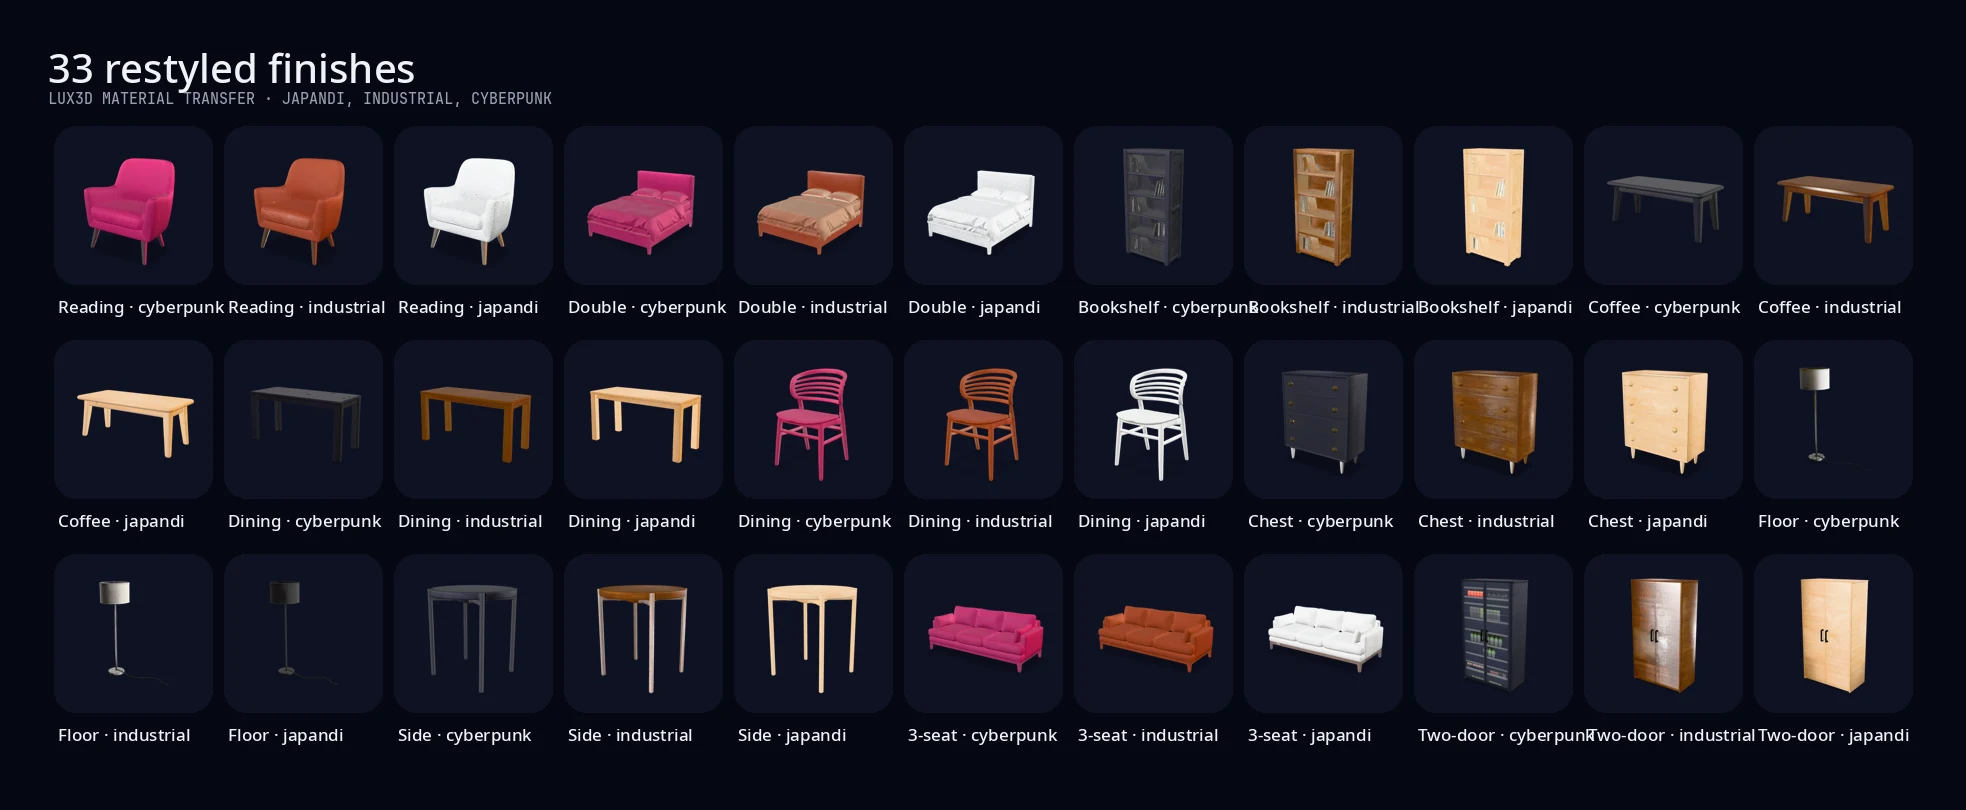 33 restyled finishes
LUX3D MATERIAL TRANSFER · JAPANDI, INDUSTRIAL, CYBERPUNK
Reading · cyberpunk
Reading · industrial
Reading · japandi
Double · cyberpunk
Double · industrial
Double · japandi
Bookshelf · cyberpunk
Bookshelf · industrial
Bookshelf · japandi
Coffee · cyberpunk
Coffee · industrial
Coffee · japandi
Dining · cyberpunk
Dining · industrial
Dining · japandi
Dining · cyberpunk
Dining · industrial
Dining · japandi
Chest · cyberpunk
Chest · industrial
Chest · japandi
Floor · cyberpunk
Floor · industrial
Floor · japandi
Side · cyberpunk
Side · industrial
Side · japandi
3-seat · cyberpunk
3-seat · industrial
3-seat · japandi
Two-door · cyberpunk
Two-door · industrial
Two-door · japandi